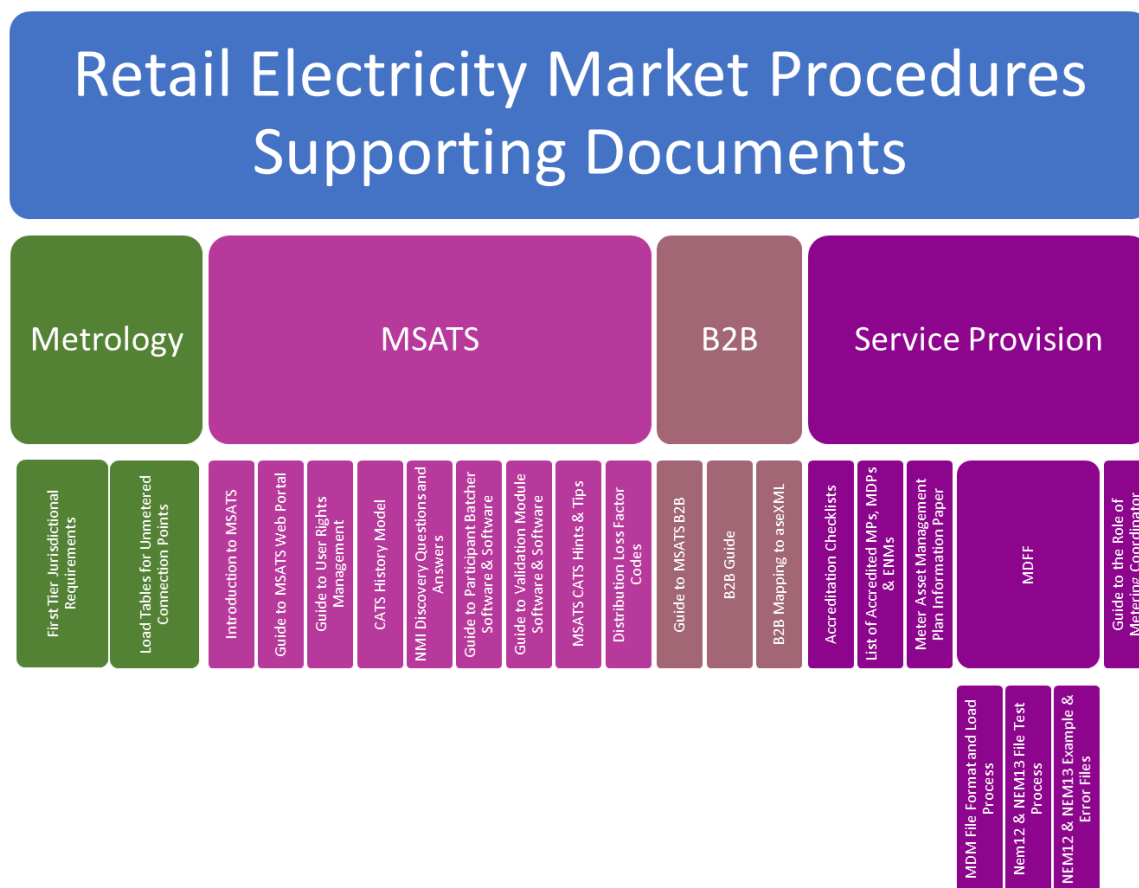 Retail Electricity Market Procedures
Supporting Documents
Metrology
MSATS
B2B
Service Provision
First Tier Jurisdictional
Requirements
Load Tables for Unmetered
Connection Points
Introduction to MSATS
Guide to MSATS Web Portal
Guide to User Rights
Management
CATS History Model
NMI Discovery Questions and
Answers
Guide to Participant Batcher
Software & Software
Guide to Validation Module
Software & Software
MSATS CATS Hints & Tips
Distribution Loss Factor
Codes
Guide to MSATS B2B
B2B Guide
B2B Mapping to aseXML
Accreditation Checklists
List of Accredited MPs, MDPs
& ENMs
Meter Asset Management
Plan Information Paper
MDFF
Guide to the Role of
Metering Coordinator
MDM File Format and Load
Process
Nem12 & NEM13 File Test
Process
NEM12 & NEM13 Example &
Error Files